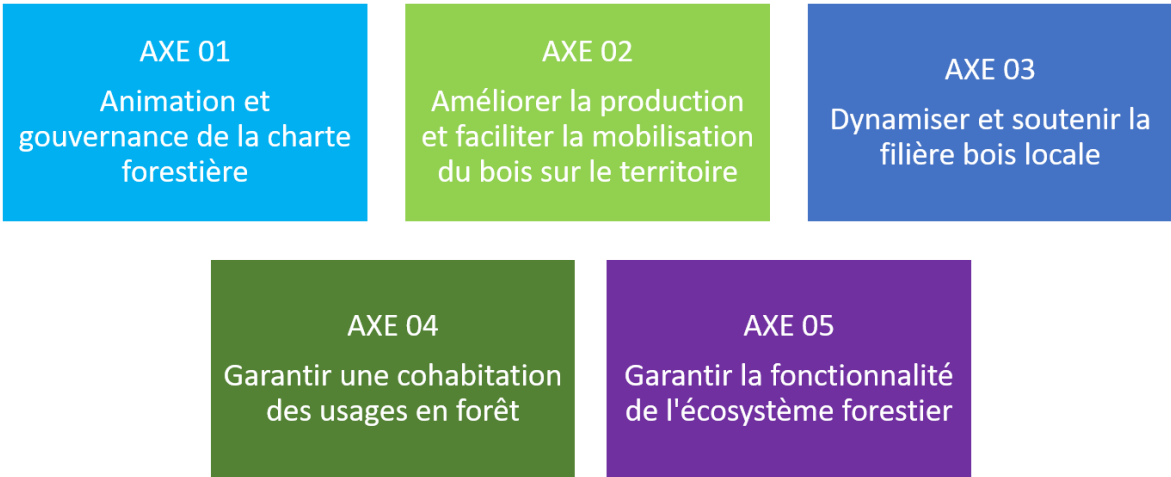 AXE 01
Animation et
gouvernance de la charte
forestière
AXE 02
Améliorer la production
et faciliter la mobilisation
du bois sur le territoire
AXE 03
Dynamiser et soutenir la
filière bois locale
AXE 04
Garantir une cohabitation
des usages en forêt
AXE 05
Garantir la fonctionnalité
de l'écosystème forestier